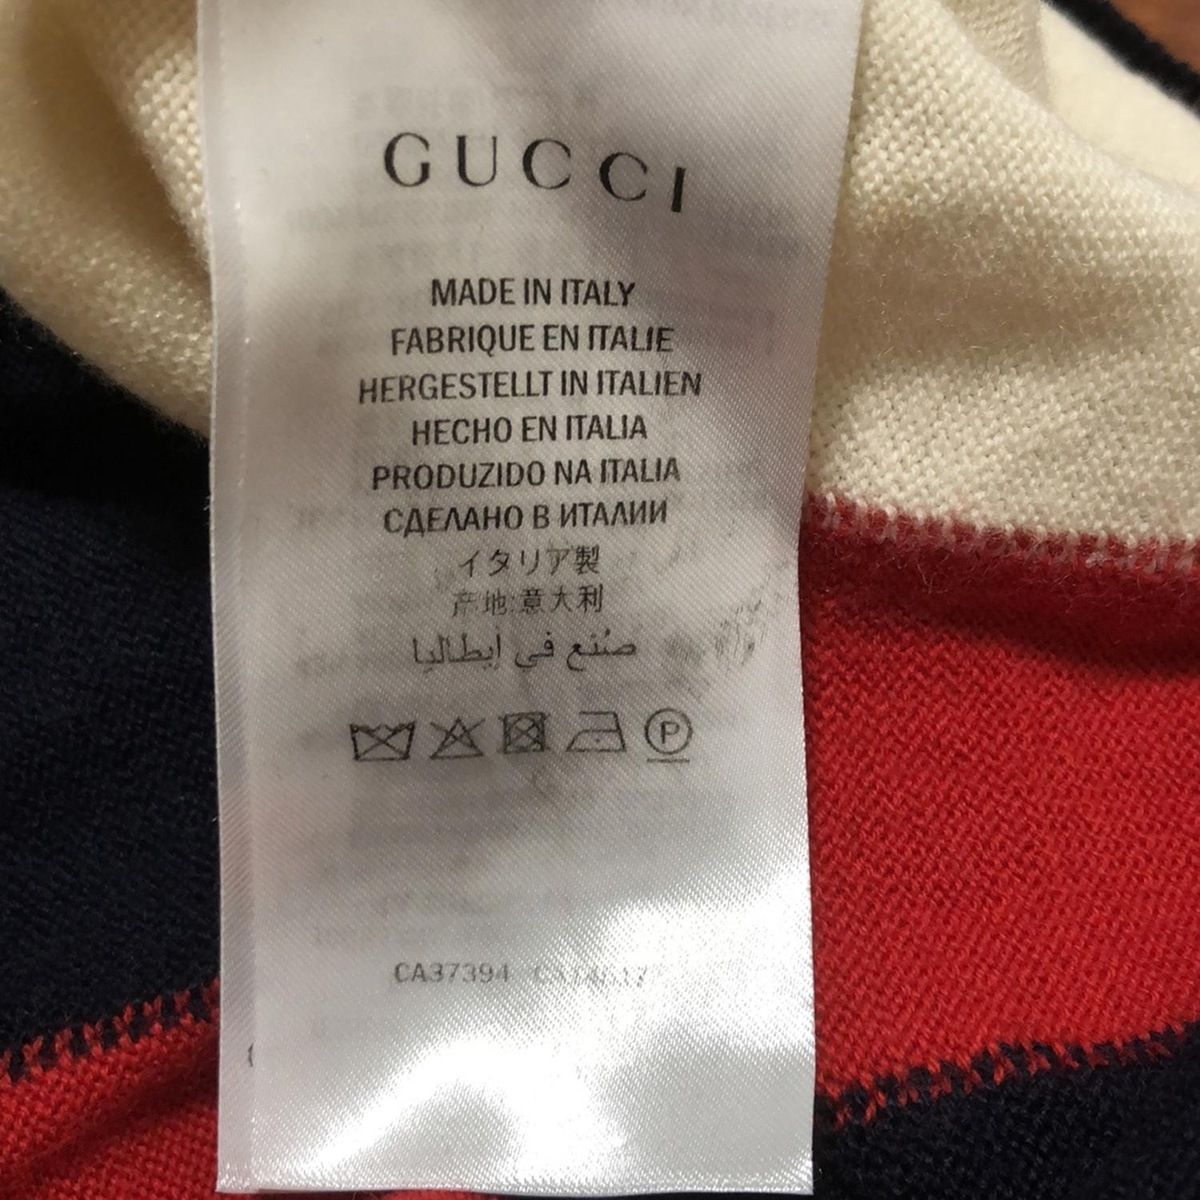 GUCCI
MADE IN ITALY
FABRIQUE EN ITALIE
HERGESTELLT IN ITALIEN
HECHO EN ITALIA
PRODUZIDO NA ITALIA
СДЕЛАНО В ИТАЛИИ
イタリア製
产地:意大利
صُنع في إيطاليا
P
CA37394